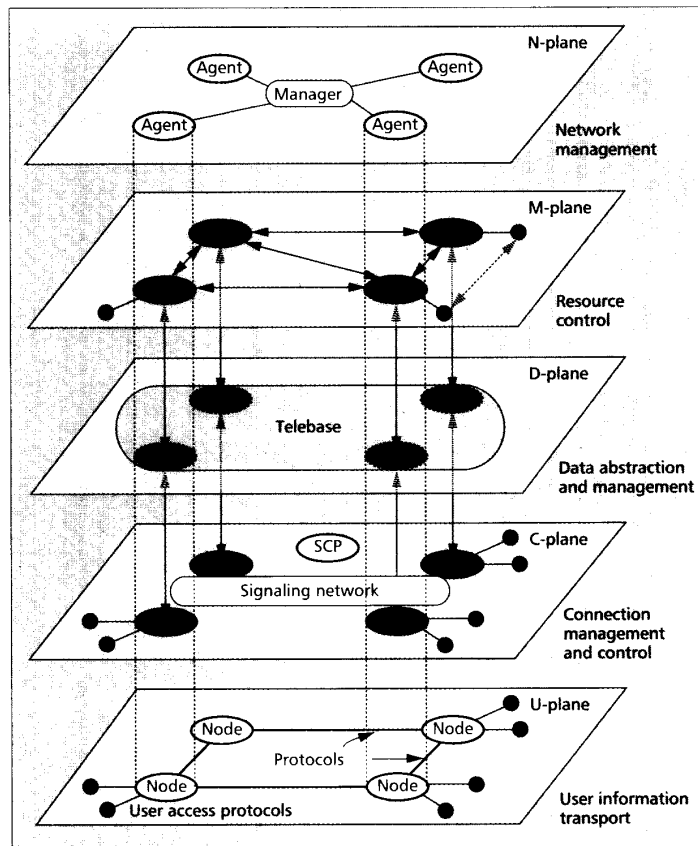 N-plane
Agent
Agent
Manager
Agent
Agent
Network
management
M-plane
Resource
control
D-plane
Telebase
Data abstraction
and management
SCP
C-plane
Signaling network
Connection
management
and control
U-plane
Node
Node
Protocols
Node
Node
User access protocols
User information
transport